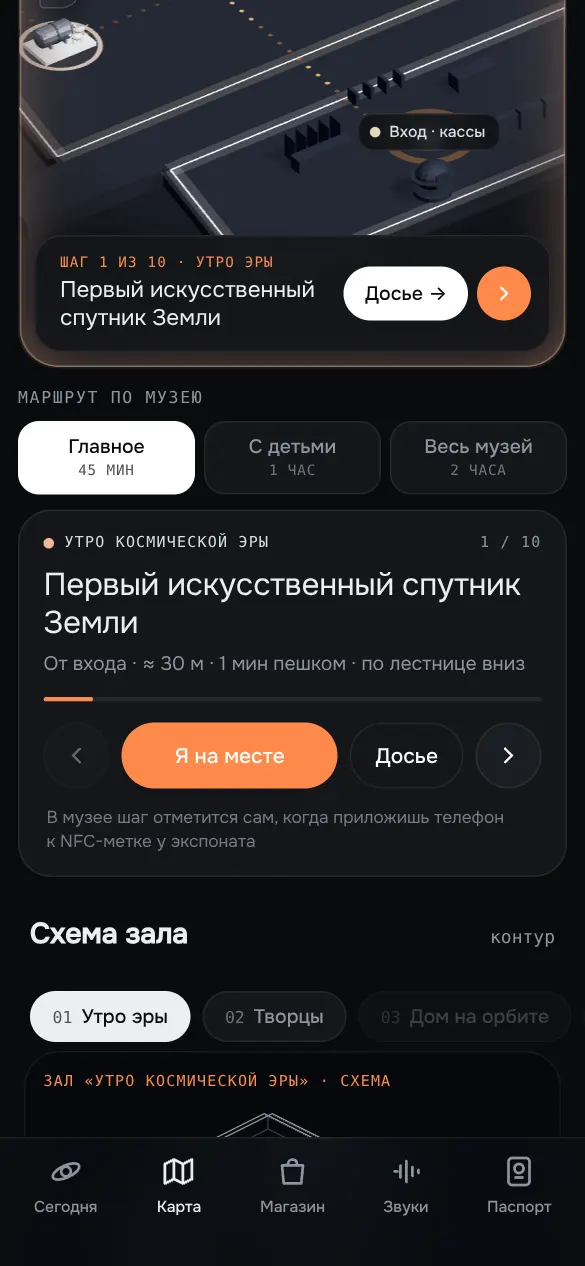 Вход · кассы
ШАГ 1 ИЗ 10 · УТРО ЭРЫ
Первый искусственный
спутник Земли
Досье →
МАРШРУТ ПО МУЗЕЮ
Главное
45 МИН
С детьми
1 ЧАС
Весь музей
2 ЧАСА
УТРО КОСМИЧЕСКОЙ ЭРЫ
1 / 10
Первый искусственный спутник
Земли
От входа · ≈ 30 м · 1 мин пешком · по лестнице вниз
Я на месте
Досье
В музее шаг отметится сам, когда приложишь телефон
к NFC-метке у экспоната
Схема зала
контур
01 Утро эры
02 Творцы
03 Дом на орбите
ЗАЛ «УТРО КОСМИЧЕСКОЙ ЭРЫ» · СХЕМА
Сегодня
Карта
Магазин
Звуки
Паспорт